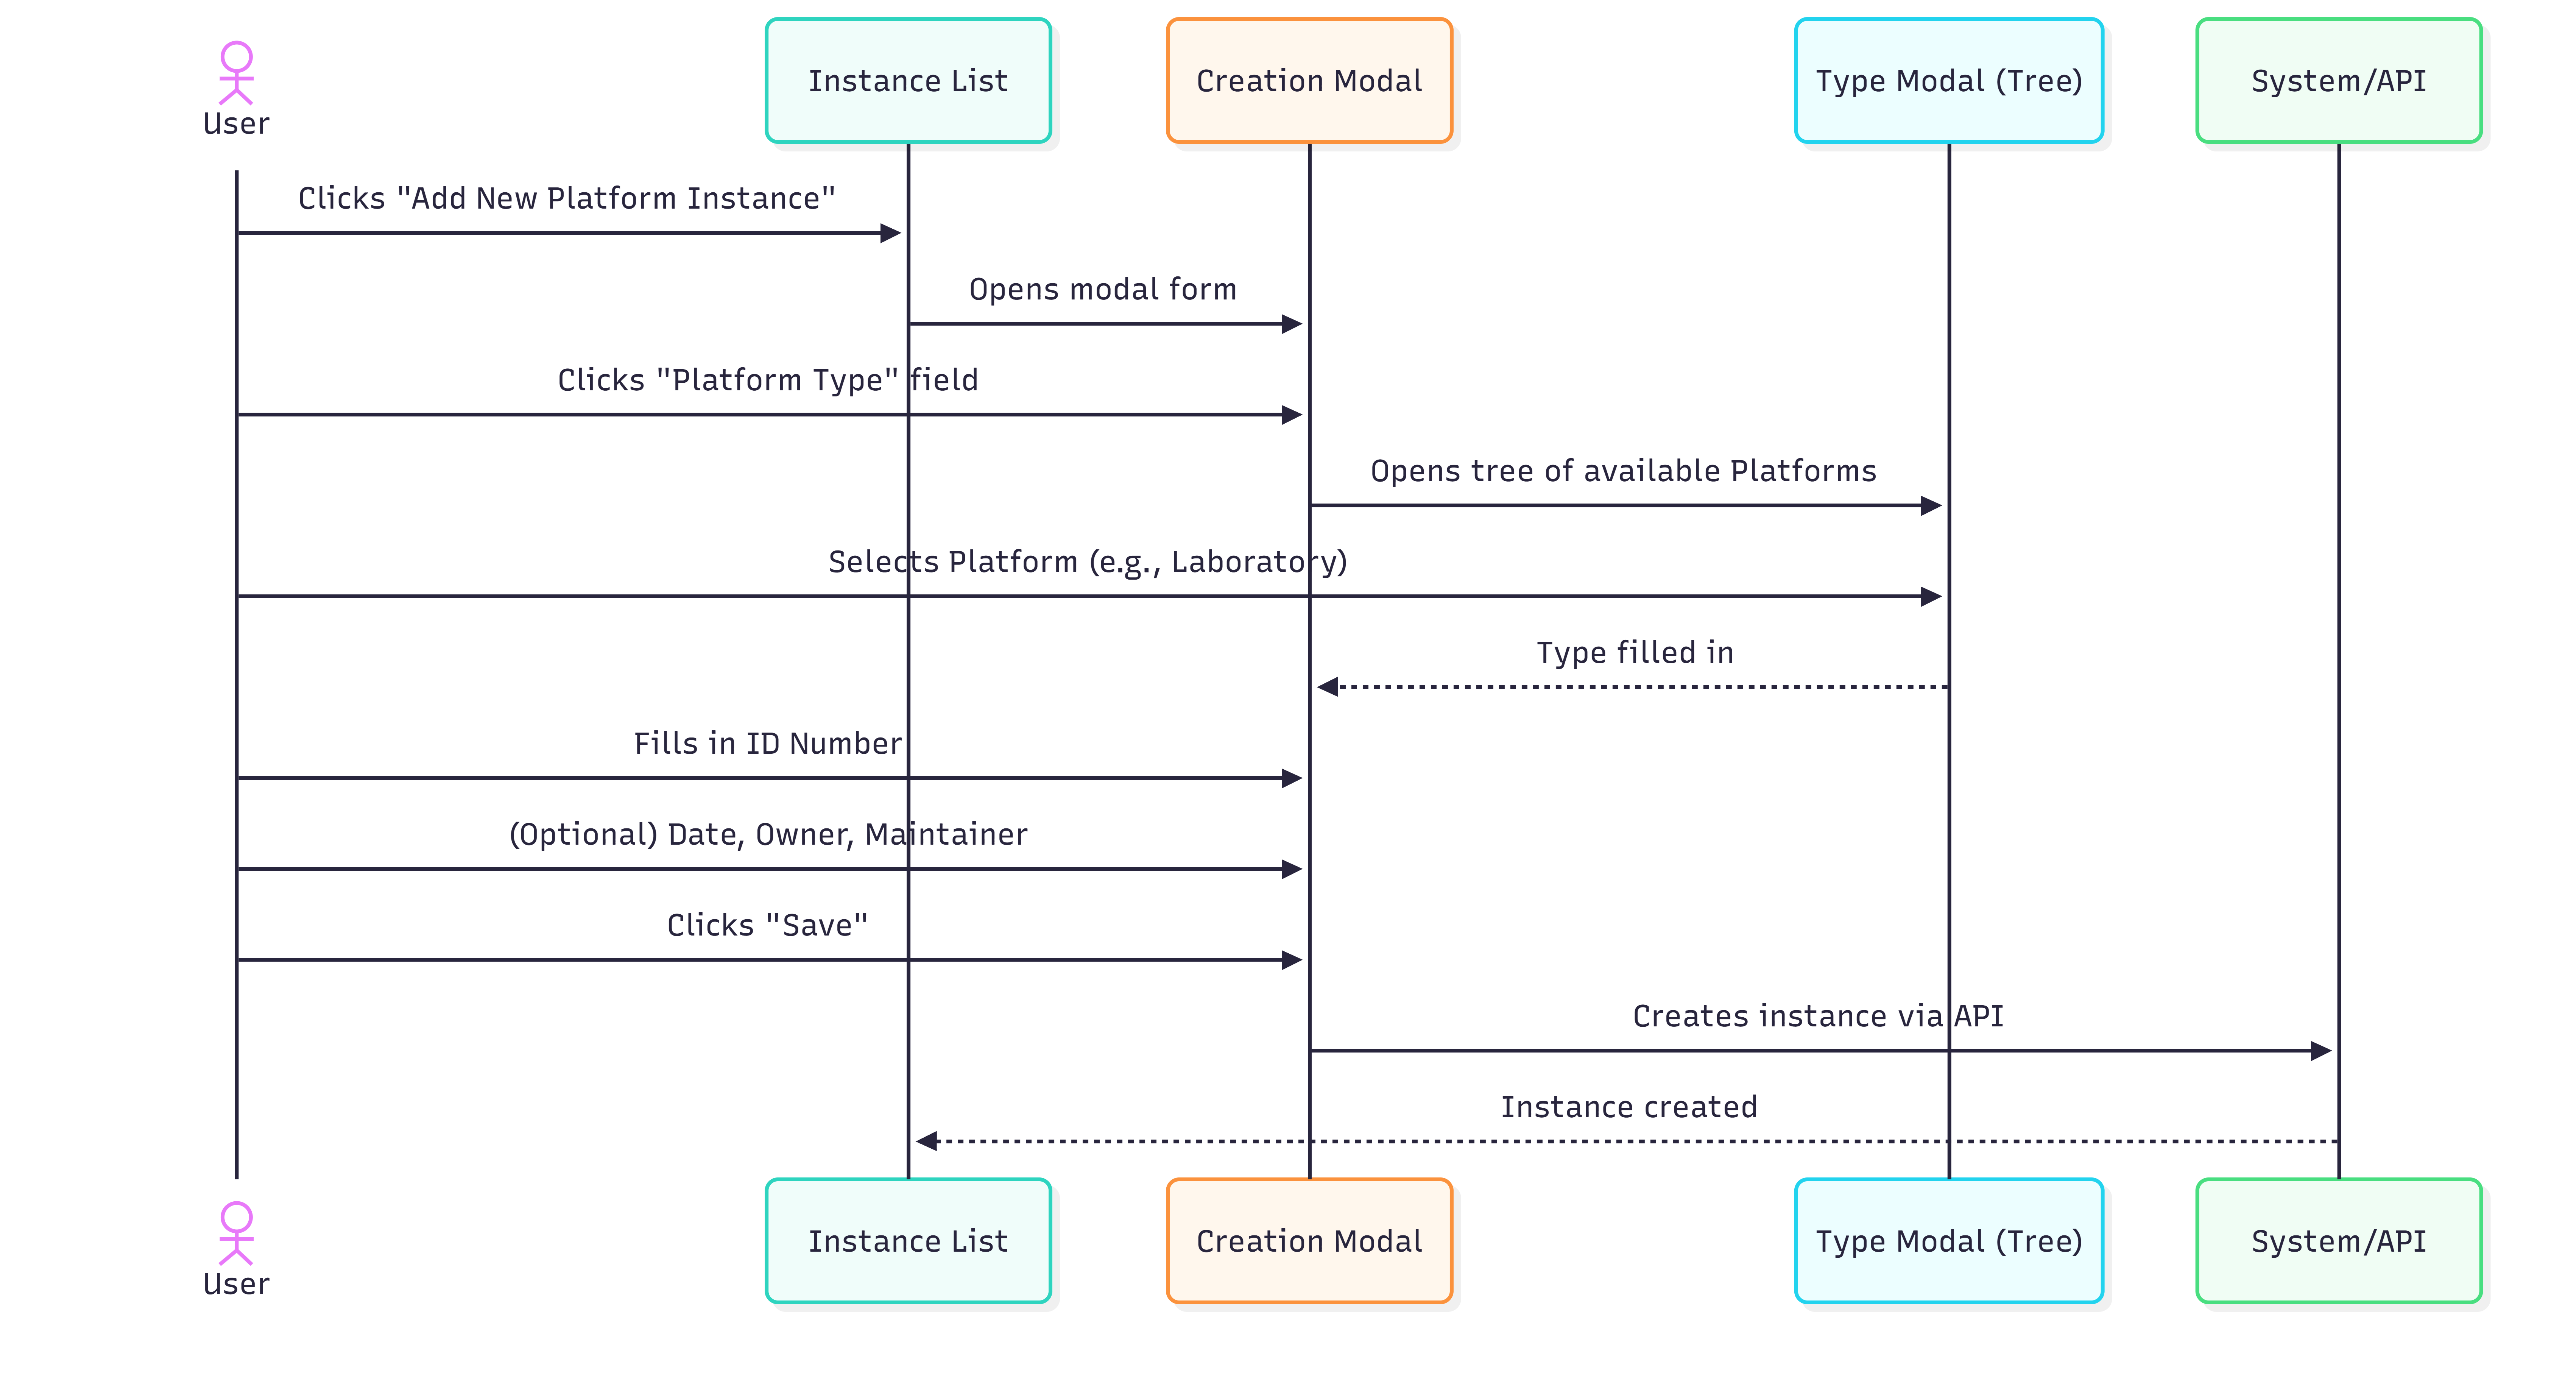 User
Instance List
Creation Modal
Type Modal (Tree)
System/API
Clicks "Add New Platform Instance"
Opens modal form
Clicks "Platform Type" field
Opens tree of available Platforms
Selects Platform (e.g., Laboratory)
Type filled in
Fills in ID Number
(Optional) Date, Owner, Maintainer
Clicks "Save"
Creates instance via API
Instance created
User
Instance List
Creation Modal
Type Modal (Tree)
System/API